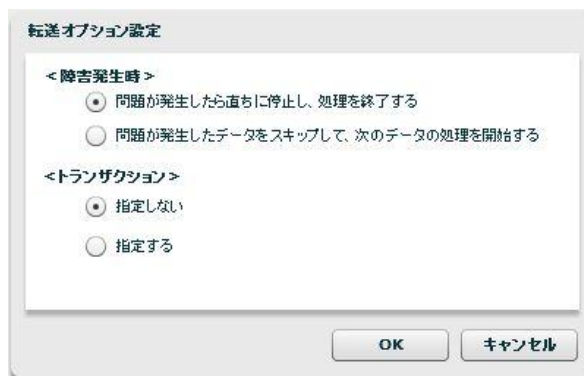 転送オプション設定
<障害発生時>
問題が発生したら直ちに停止し、処理を終了する
問題が発生したデータをスキップして、次のデータの処理を開始する
<トランザクション>
指定しない
指定する
OK
キャンセル